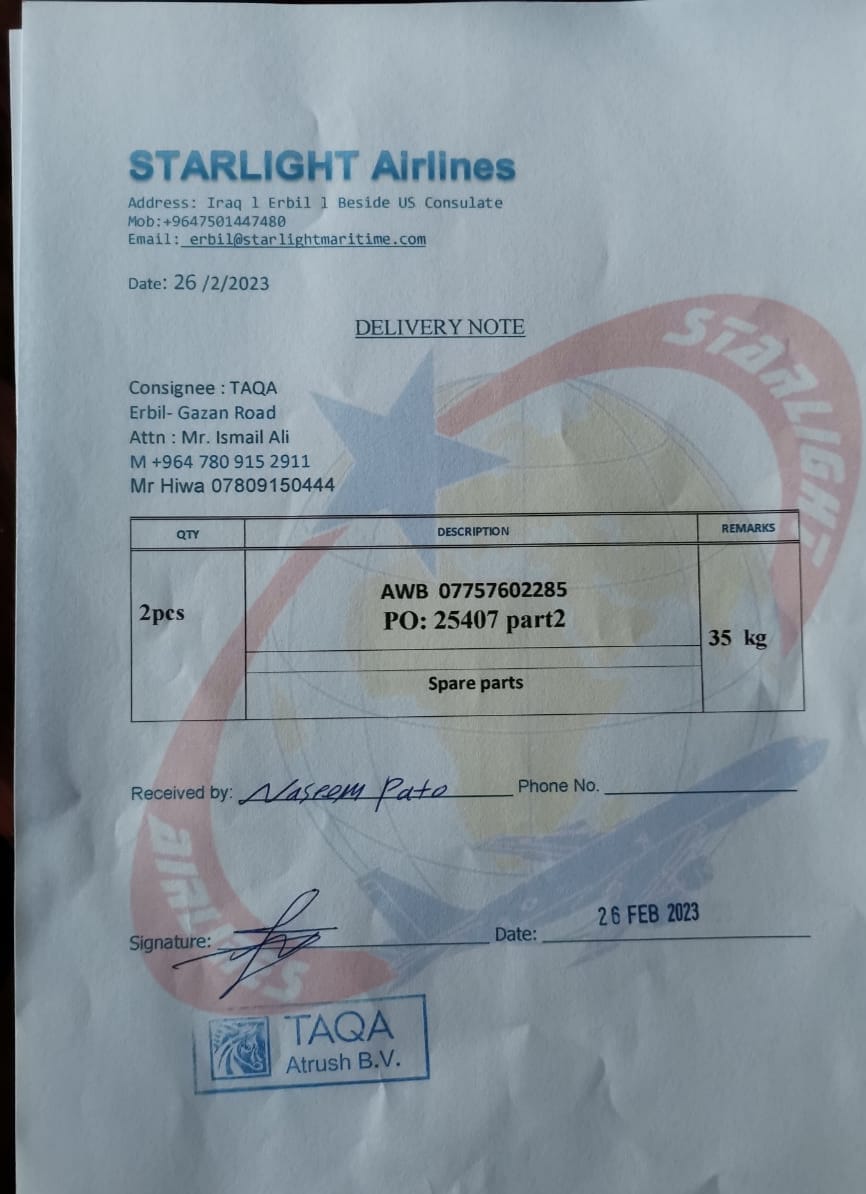 STARLIGHT Airlines
Address: Iraq l Erbil l Beside US Consulate
Mob:+9647501447480
Email: erbil@starlightmaritime.com
Date: 26 /2/2023
DELIVERY NOTE
STARLIGHT
Consignee : TAQA
Erbil- Gazan Road
Attn : Mr. Ismail Ali
M +964 780 915 2911
Mr Hiwa 07809150444
QTY DESCRIPTION REMARKS
AWB 07757602285
2pcs PO: 25407 part2 35 kg
Spare parts
Received by: Naseem Pato Phone No.
AIRLINES
Signature: Date: 26 FEB 2023
TAQA
Atrush B.V.